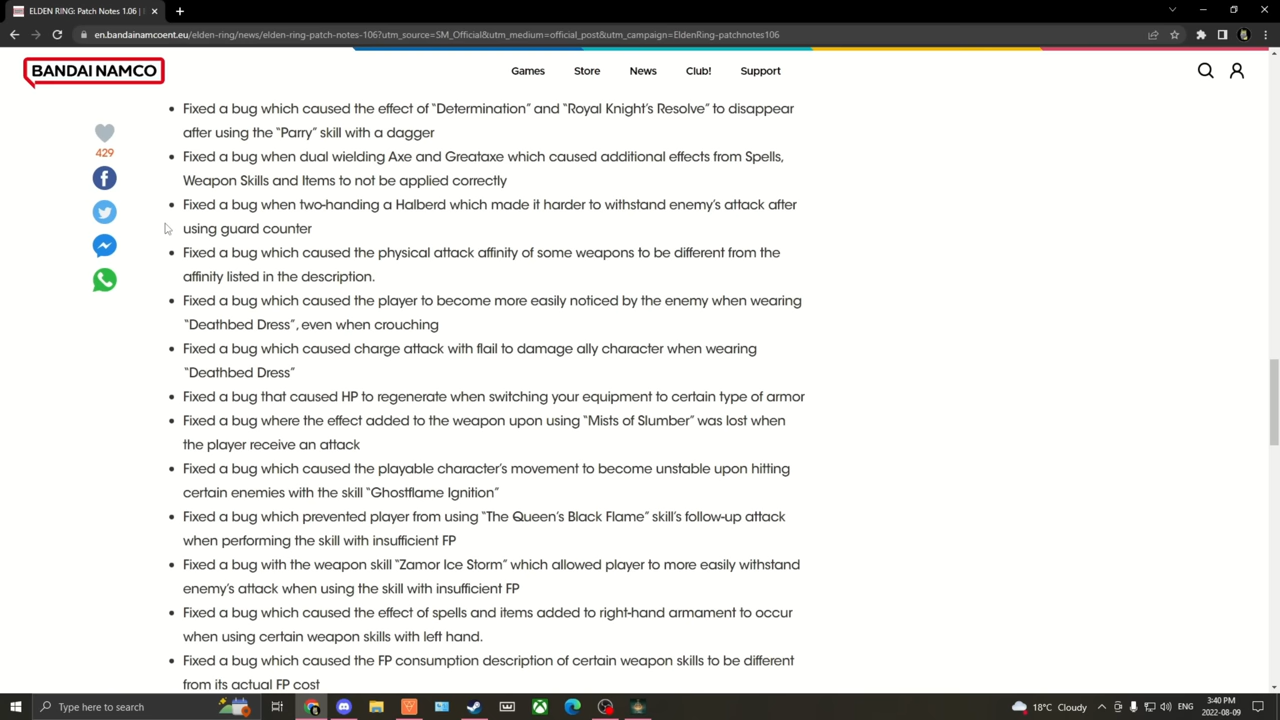 ELDEN RING: Patch Notes 1.06 |
en.bandainamcoent.eu/elden-ring/news/elden-ring-patch-notes-106?utm_source=SM_Official&utm_medium=official_post&utm_campaign=EldenRing-patchnotes106
BANDAI NAMCO
Games Store News Club! Support
• Fixed a bug which caused the effect of “Determination” and “Royal Knight’s Resolve” to disappear
after using the “Parry” skill with a dagger
• Fixed a bug when dual wielding Axe and Greataxe which caused additional effects from Spells,
Weapon Skills and Items to not be applied correctly
• Fixed a bug when two-handing a Halberd which made it harder to withstand enemy’s attack after
using guard counter
• Fixed a bug which caused the physical attack affinity of some weapons to be different from the
affinity listed in the description.
• Fixed a bug which caused the player to become more easily noticed by the enemy when wearing
“Deathbed Dress”, even when crouching
• Fixed a bug which caused charge attack with flail to damage ally character when wearing
“Deathbed Dress”
• Fixed a bug that caused HP to regenerate when switching your equipment to certain type of armor
• Fixed a bug where the effect added to the weapon upon using “Mists of Slumber” was lost when
the player receive an attack
• Fixed a bug which caused the playable character’s movement to become unstable upon hitting
certain enemies with the skill “Ghostflame Ignition”
• Fixed a bug which prevented player from using “The Queen’s Black Flame” skill’s follow-up attack
when performing the skill with insufficient FP
• Fixed a bug with the weapon skill “Zamor Ice Storm” which allowed player to more easily withstand
enemy’s attack when using the skill with insufficient FP
• Fixed a bug which caused the effect of spells and items added to right-hand armament to occur
when using certain weapon skills with left hand.
• Fixed a bug which caused the FP consumption description of certain weapon skills to be different
from its actual FP cost
429
Type here to search
18°C Cloudy
3:40 PM
2022-08-09